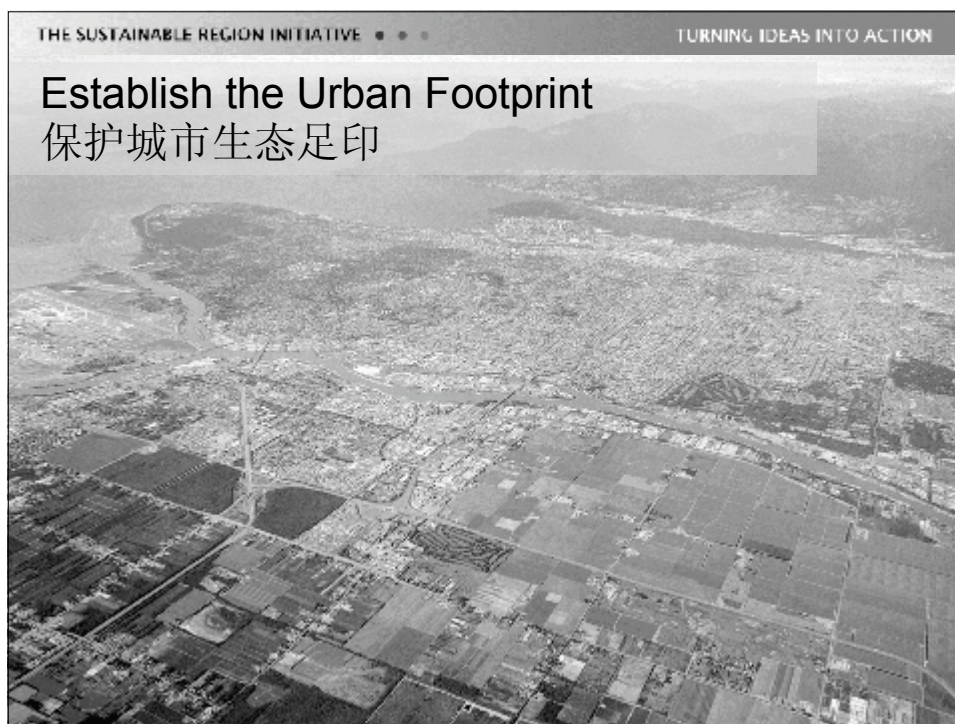 THE SUSTAINABLE REGION INITIATIVE TURNING IDEAS INTO ACTION
Establish the Urban Footprint
保护城市生态足印